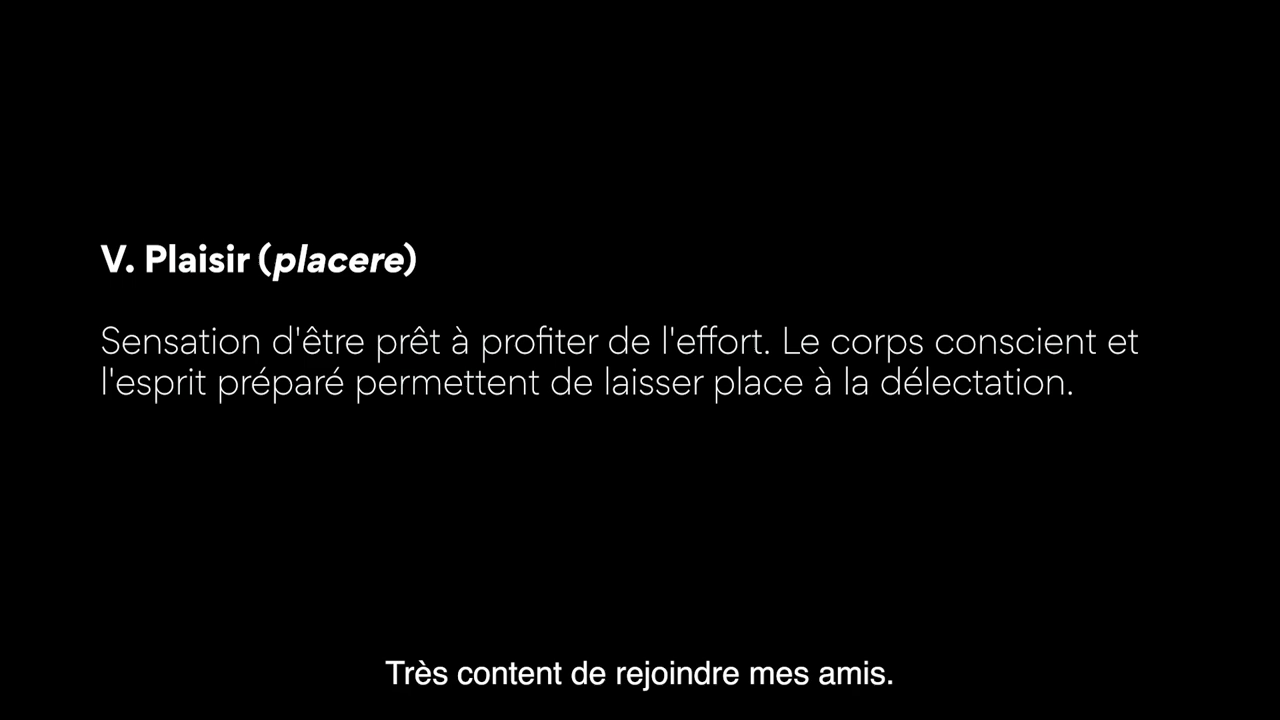 V. Plaisir (placere)
Sensation d'être prêt à profiter de l'effort. Le corps conscient et
l'esprit préparé permettent de laisser place à la délectation.
Très content de rejoindre mes amis.